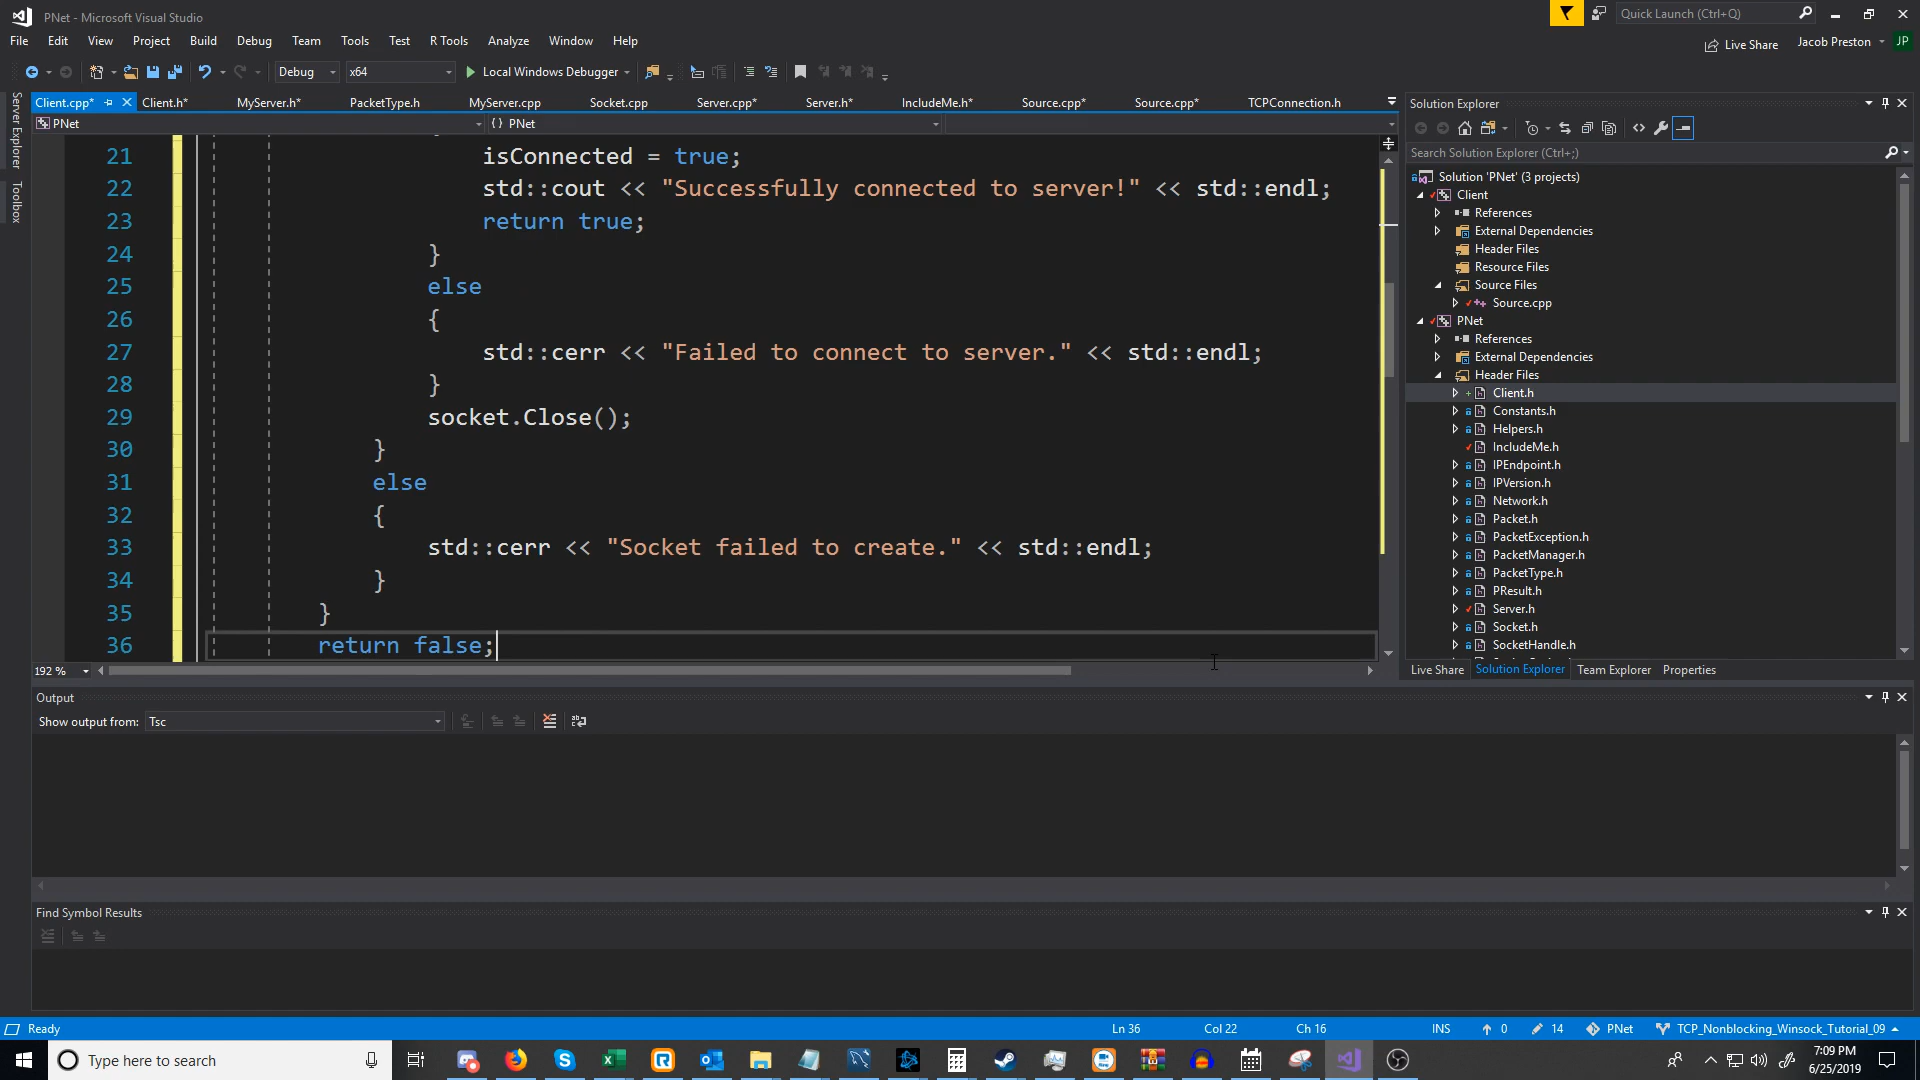 PNet - Microsoft Visual Studio
Quick Launch (Ctrl+Q)
File Edit View Project Build Debug Team Tools Test R Tools Analyze Window Help
Live Share
Jacob Preston
JP
Debug
x64
Local Windows Debugger
Server Explorer
Toolbox
Client.cpp* Client.h* MyServer.h* PacketType.h MyServer.cpp Socket.cpp Server.cpp* Server.h* IncludeMe.h* Source.cpp* Source.cpp* TCPConnection.h
PNet
{} PNet
21 isConnected = true;
22 std::cout << "Successfully connected to server!" << std::endl;
23 return true;
24 }
25 else
26 {
27 std::cerr << "Failed to connect to server." << std::endl;
28 }
29 socket.Close();
30 }
31 else
32 {
33 std::cerr << "Socket failed to create." << std::endl;
34 }
35 }
36 return false;
192 %
Solution Explorer
Search Solution Explorer (Ctrl+;)
Solution 'PNet' (3 projects)
Client
References
External Dependencies
Header Files
Resource Files
Source Files
Source.cpp
PNet
References
External Dependencies
Header Files
Client.h
Constants.h
Helpers.h
IncludeMe.h
IPEndpoint.h
IPVersion.h
Network.h
Packet.h
PacketException.h
PacketManager.h
PacketType.h
PResult.h
Server.h
Socket.h
SocketHandle.h
Live Share Solution Explorer Team Explorer Properties
Output
Show output from: Tsc
Find Symbol Results
Ready
Ln 36
Col 22
Ch 16
INS
0
14
PNet
TCP_Nonblocking_Winsock_Tutorial_09
Type here to search
7:09 PM
6/25/2019